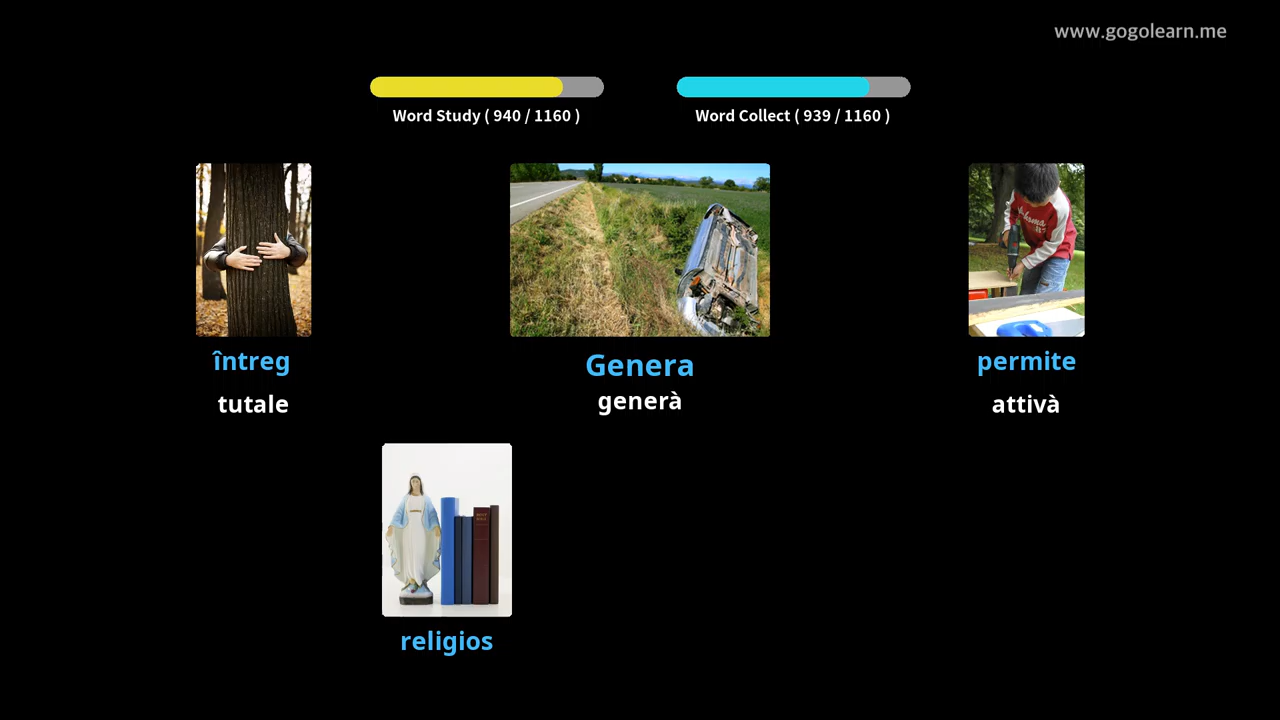 www.gogolearn.me
Word Study ( 940 / 1160 )
Word Collect ( 939 / 1160 )
întreg
tutale
Genera
generà
permite
attivà
religios